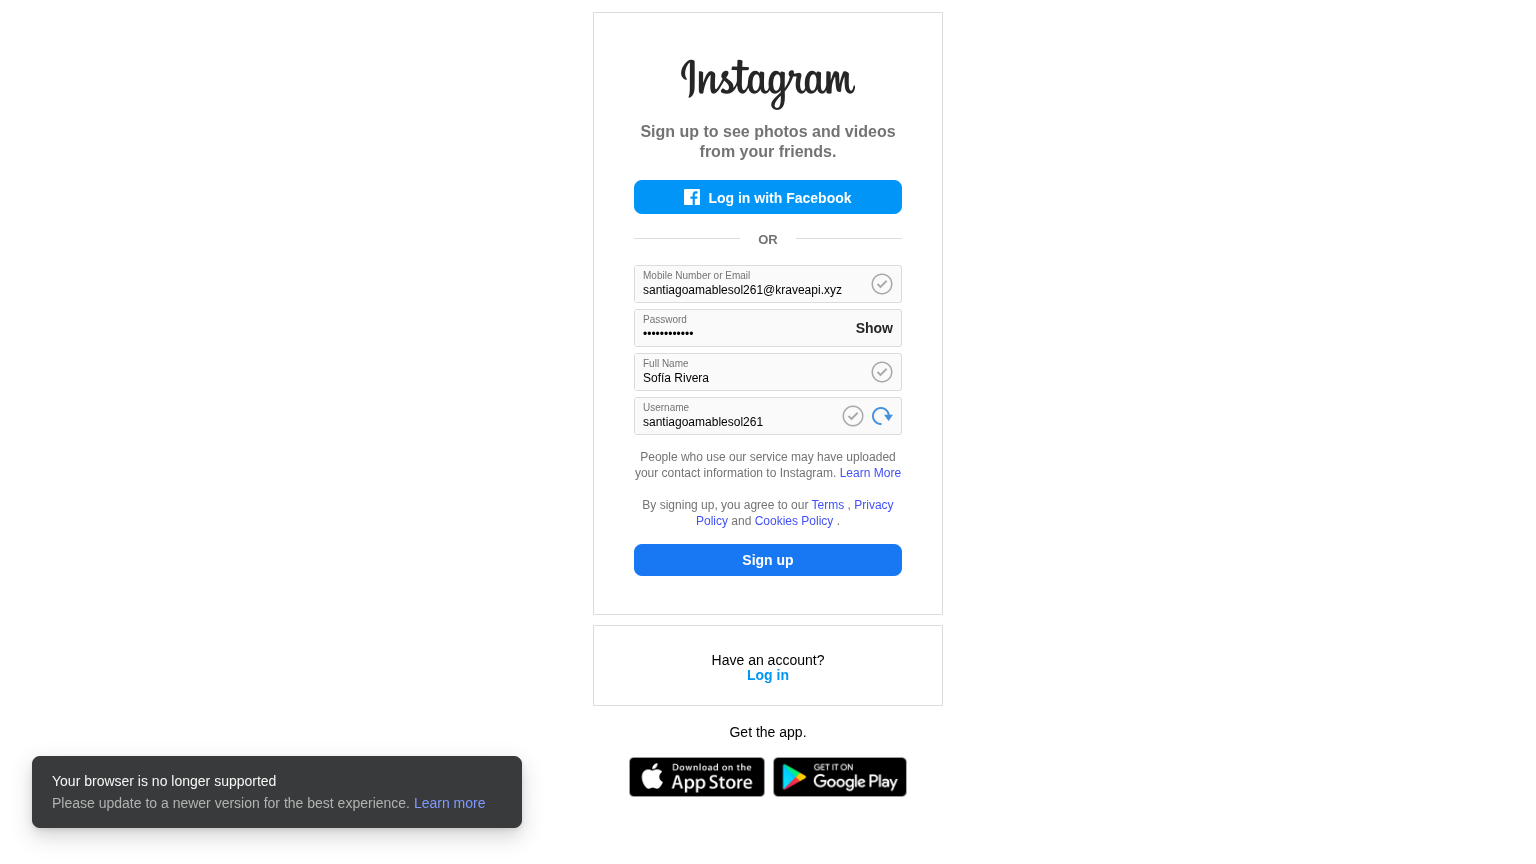 Instagram
Sign up to see photos and videos
from your friends.
Log in with Facebook
OR
Mobile Number or Email
santiagoamablesol261@kraveapi.xyz
Password
••••••••••••
Show
Full Name
Sofía Rivera
Username
santiagoamablesol261
People who use our service may have uploaded
your contact information to Instagram. Learn More
By signing up, you agree to our Terms , Privacy
Policy and Cookies Policy .
Sign up
Have an account?
Log in
Get the app.
Download on the
App Store
GET IT ON
Google Play
Your browser is no longer supported
Please update to a newer version for the best experience. Learn more